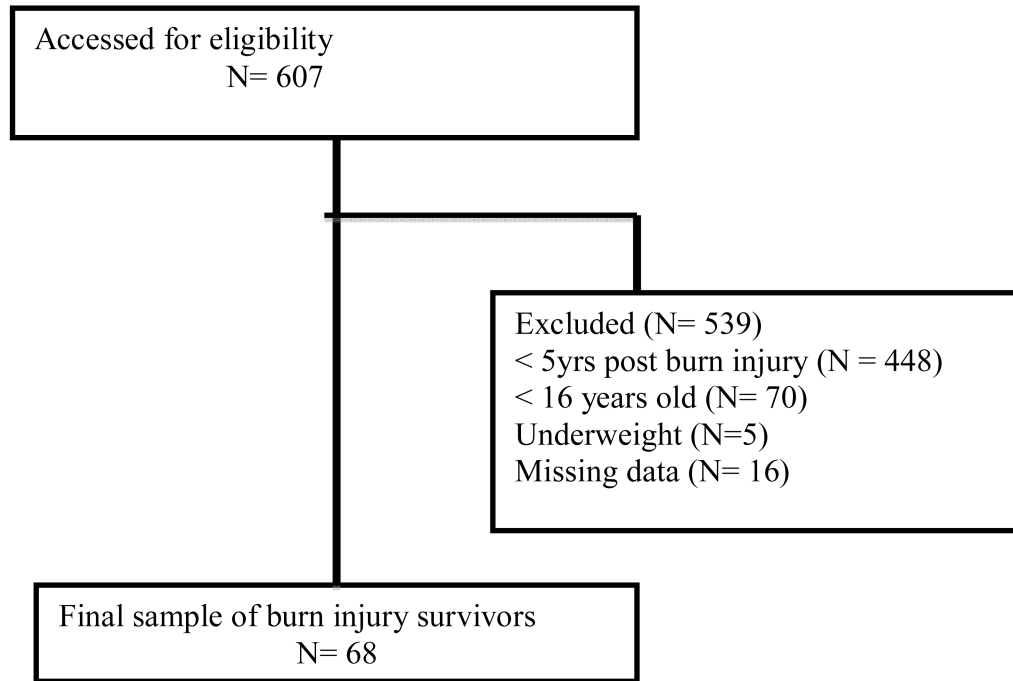 Accessed for eligibility
N= 607
Excluded (N= 539)
< 5yrs post burn injury (N = 448)
< 16 years old (N= 70)
Underweight (N=5)
Missing data (N= 16)
Final sample of burn injury survivors
N= 68